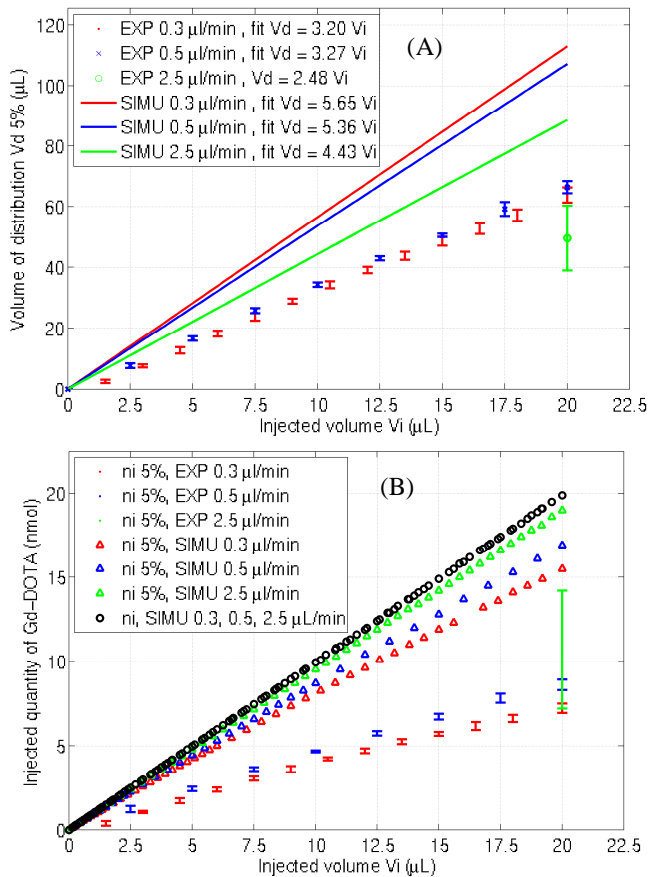 120
100
80
60
40
20
0
Volume of distribution Vd 5% (µL)
EXP 0.3 µl/min , fit Vd = 3.20 Vi
EXP 0.5 µl/min , fit Vd = 3.27 Vi
EXP 2.5 µl/min , Vd = 2.48 Vi
SIMU 0.3 µl/min , fit Vd = 5.65 Vi
SIMU 0.5 µl/min , fit Vd = 5.36 Vi
SIMU 2.5 µl/min , fit Vd = 4.43 Vi
(A)
0 2.5 5 7.5 10 12.5 15 17.5 20 22.5
Injected volume Vi (µL)
20
15
10
5
0
Injected quantity of Gd−DOTA (nmol)
ni 5%, EXP 0.3 µl/min
ni 5%, EXP 0.5 µl/min
ni 5%, EXP 2.5 µl/min
ni 5%, SIMU 0.3 µl/min
ni 5%, SIMU 0.5 µl/min
ni 5%, SIMU 2.5 µl/min
ni, SIMU 0.3, 0.5, 2.5 µL/min
(B)
0 2.5 5 7.5 10 12.5 15 17.5 20 22.5
Injected volume Vi (µL)